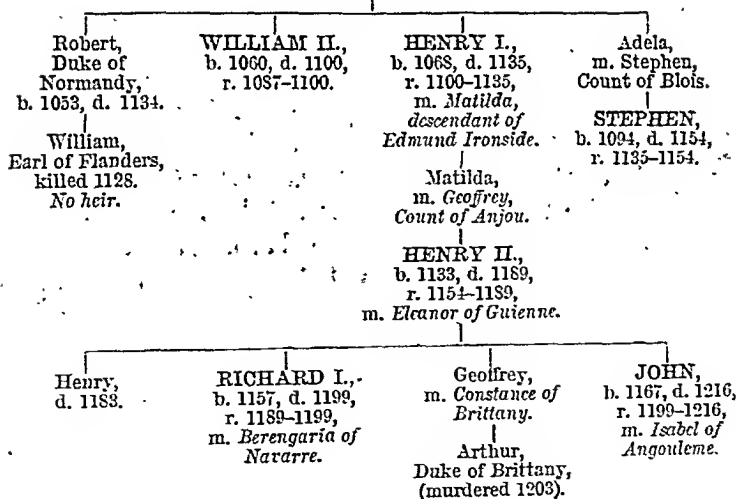 Robert,
Duke of
Normandy,
b. 1053, d. 1134.
William,
Earl of Flanders,
killed 1128.
No heir.
WILLIAM II.,
b. 1060, d. 1100,
r. 1087–1100.
HENRY I.,
b. 1068, d. 1135,
r. 1100–1135,
m. Matilda,
descendant of
Edmund Ironside.
Matilda,
m. Geoffrey,
Count of Anjou.
HENRY II.,
b. 1133, d. 1189,
r. 1154–1189,
m. Eleanor of Guienne.
Adela,
m. Stephen,
Count of Blois.
STEPHEN,
b. 1094, d. 1154,
r. 1135–1154.
Henry,
d. 1183.
RICHARD I.,
b. 1157, d. 1199,
r. 1189–1199,
m. Berengaria of
Navarre.
Geoffrey,
m. Constance of
Brittany.
Arthur,
Duke of Brittany,
(murdered 1203).
JOHN,
b. 1167, d. 1216,
r. 1199–1216,
m. Isabel of
Angouleme.